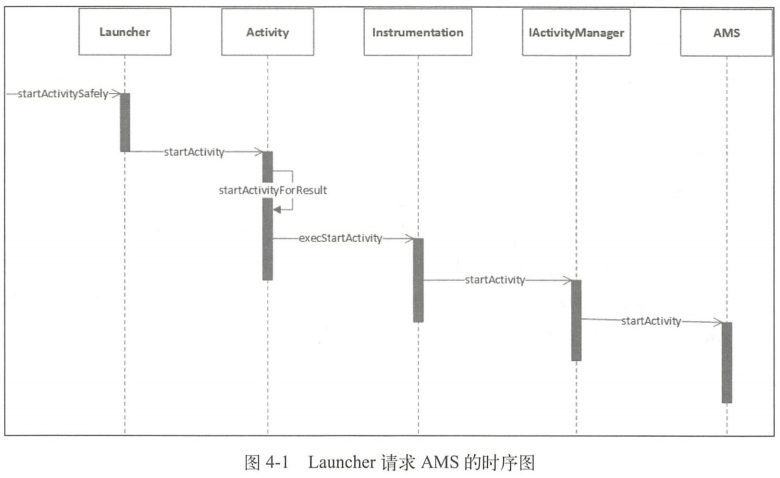 Launcher
Activity
Instrumentation
IActivityManager
AMS
startActivitySafely
startActivity
startActivityForResult
execStartActivity
startActivity
startActivity
图 4-1 Launcher 请求 AMS 的时序图